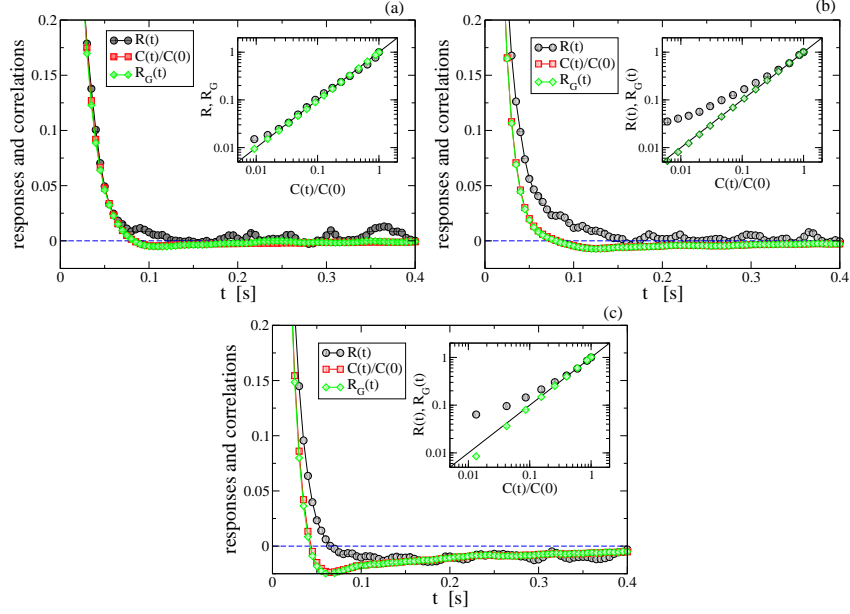 (a)
responses and correlations
0.2
0.15
0.1
0.05
0
0 0.1 0.2 0.3 0.4
t [s]
R(t)
C(t)/C(0)
R_G(t)
R, R_G
1
0.1
0.01
0.01 0.1 1
C(t)/C(0)
(b)
responses and correlations
0.2
0.15
0.1
0.05
0
0 0.1 0.2 0.3 0.4
t [s]
R(t)
C(t)/C(0)
R_G(t)
R(t), R_G(t)
1
0.1
0.01
0.01 0.1 1
C(t)/C(0)
(c)
responses and correlations
0.2
0.15
0.1
0.05
0
0 0.1 0.2 0.3 0.4
t [s]
R(t)
C(t)/C(0)
R_G(t)
R(t), R_G(t)
1
0.1
0.01
0.01 0.1 1
C(t)/C(0)